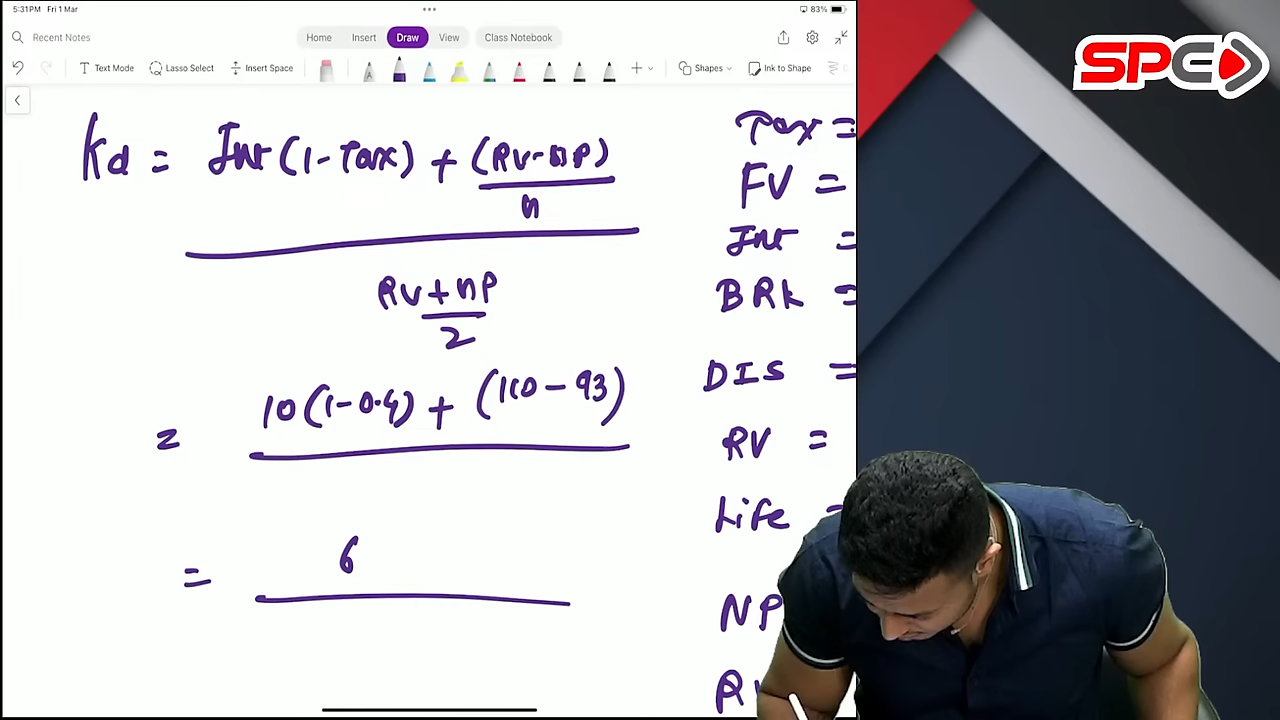 5:31PM Fri 1 Mar
83%
Recent Notes
Home Insert Draw View Class Notebook
Text Mode Lasso Select Insert Space Shapes Ink to Shape
SPC
Kd = Int (1-Tax) + (RV-NP)
n
RV+NP
2
= 10(1-0.4) + (110-93)
= 6
Tax =
FV =
Int =
BRK =
DIS =
RV =
Life =
NP